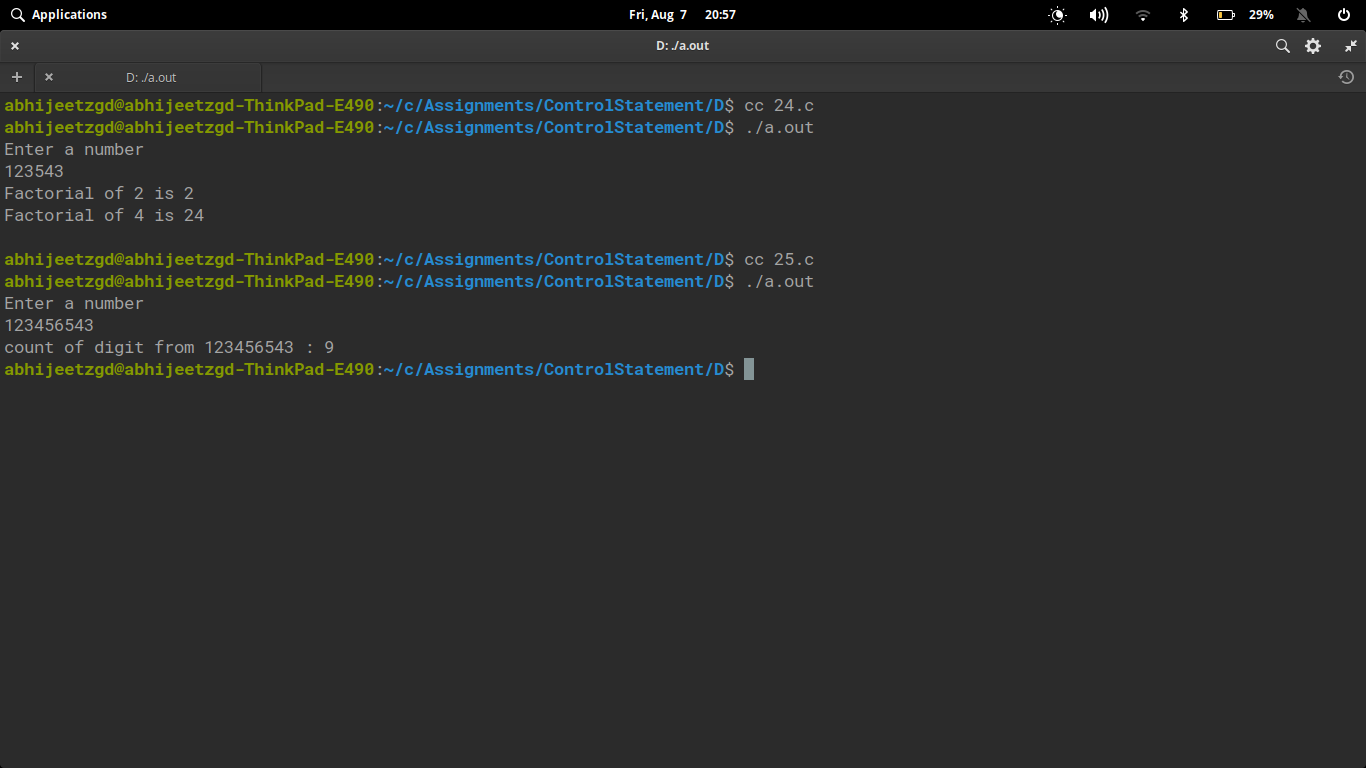 Applications
Fri, Aug 7 20:57
29%
D: ./a.out
D: ./a.out
abhijeetzgd@abhijeetzgd-ThinkPad-E490:~/c/Assignments/ControlStatement/D$ cc 24.c
abhijeetzgd@abhijeetzgd-ThinkPad-E490:~/c/Assignments/ControlStatement/D$ ./a.out
Enter a number
123543
Factorial of 2 is 2
Factorial of 4 is 24
abhijeetzgd@abhijeetzgd-ThinkPad-E490:~/c/Assignments/ControlStatement/D$ cc 25.c
abhijeetzgd@abhijeetzgd-ThinkPad-E490:~/c/Assignments/ControlStatement/D$ ./a.out
Enter a number
123456543
count of digit from 123456543 : 9
abhijeetzgd@abhijeetzgd-ThinkPad-E490:~/c/Assignments/ControlStatement/D$